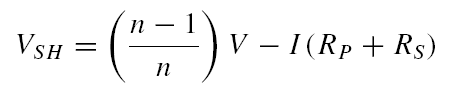 V_{SH} = \left( \frac{n - 1}{n} \right) V - I (R_P + R_S)